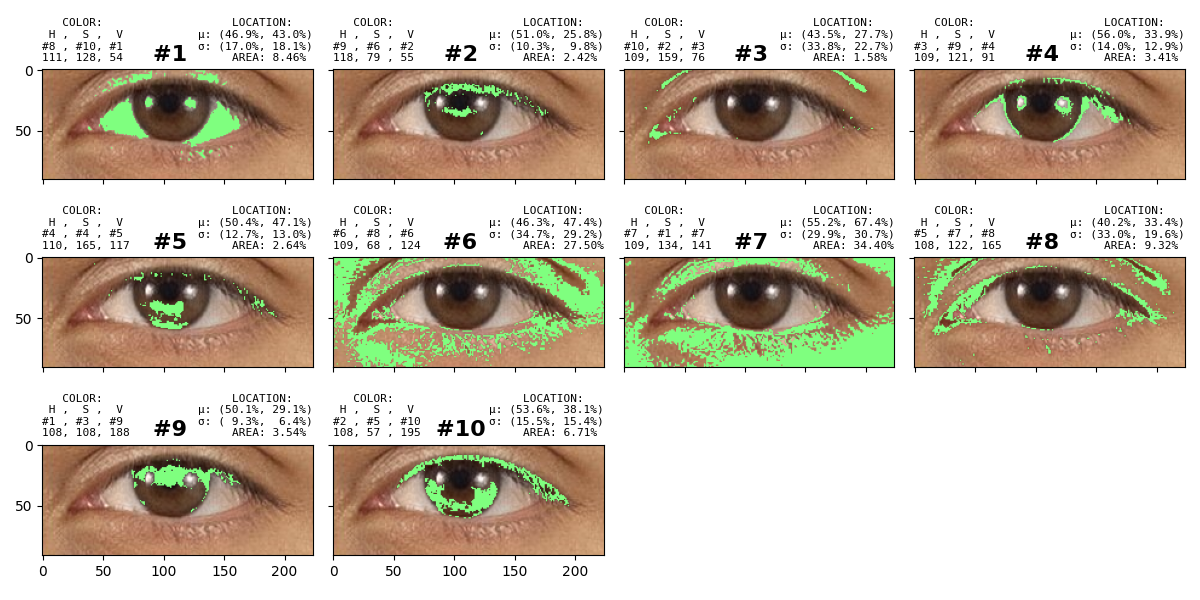 COLOR: LOCATION:
H , S , V μ: (46.9%, 43.0%)
#8 , #10, #1 σ: (17.0%, 18.1%)
111, 128, 54 #1 AREA: 8.46%
COLOR: LOCATION:
H , S , V μ: (51.0%, 25.8%)
#9 , #6 , #2 σ: (10.3%, 9.8%)
118, 79 , 55 #2 AREA: 2.42%
COLOR: LOCATION:
H , S , V μ: (43.5%, 27.7%)
#10, #2 , #3 σ: (33.8%, 22.7%)
109, 159, 76 #3 AREA: 1.58%
COLOR: LOCATION:
H , S , V μ: (56.0%, 33.9%)
#3 , #9 , #4 σ: (14.0%, 12.9%)
109, 121, 91 #4 AREA: 3.41%
0
50
COLOR: LOCATION:
H , S , V μ: (50.4%, 47.1%)
#4 , #4 , #5 σ: (12.7%, 13.0%)
110, 165, 117 #5 AREA: 2.64%
COLOR: LOCATION:
H , S , V μ: (46.3%, 47.4%)
#6 , #8 , #6 σ: (34.7%, 29.2%)
109, 68 , 124 #6 AREA: 27.50%
COLOR: LOCATION:
H , S , V μ: (55.2%, 67.4%)
#7 , #1 , #7 σ: (29.9%, 30.7%)
109, 134, 141 #7 AREA: 34.40%
COLOR: LOCATION:
H , S , V μ: (40.2%, 33.4%)
#5 , #7 , #8 σ: (33.0%, 19.6%)
108, 122, 165 #8 AREA: 9.32%
0
50
COLOR: LOCATION:
H , S , V μ: (50.1%, 29.1%)
#1 , #3 , #9 σ: ( 9.3%, 6.4%)
108, 108, 188 #9 AREA: 3.54%
COLOR: LOCATION:
H , S , V μ: (53.6%, 38.1%)
#2 , #5 , #10 σ: (15.5%, 15.4%)
108, 57 , 195 #10 AREA: 6.71%
0
50
0 50 100 150 200
0 50 100 150 200